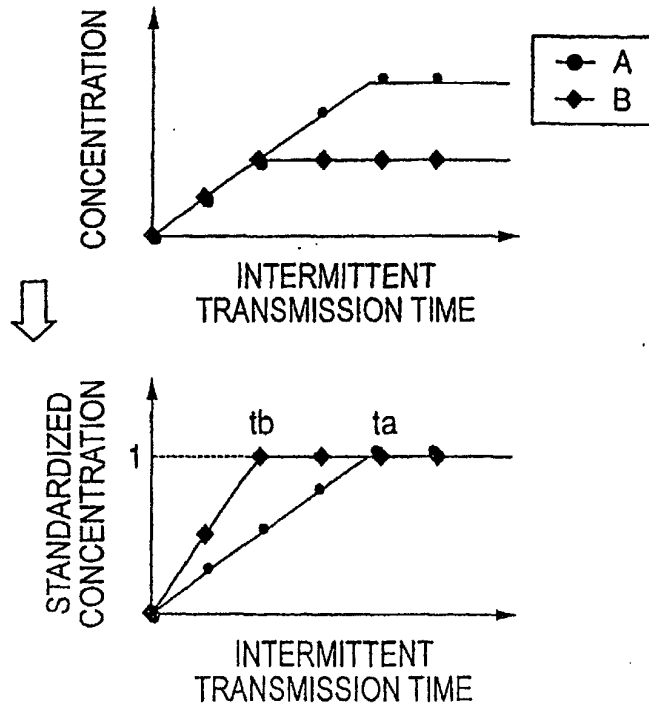 CONCENTRATION
A
B
INTERMITTENT
TRANSMISSION TIME
STANDARDIZED
CONCENTRATION
1
tb
ta
INTERMITTENT
TRANSMISSION TIME